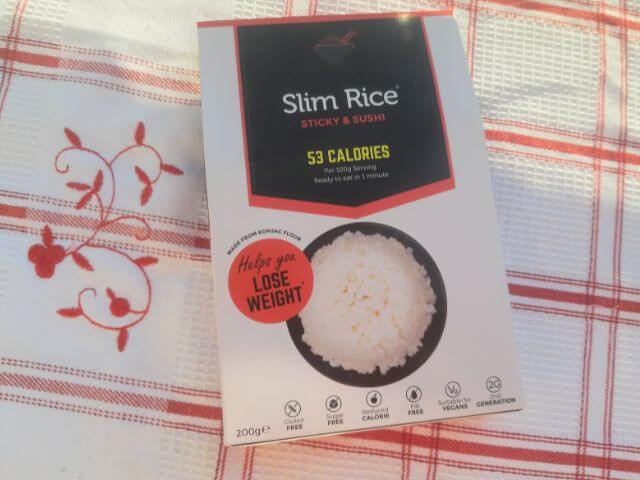 Slim Rice®
STICKY & SUSHI
53 CALORIES
Per 100g Serving
Ready to eat in 1 minute
MADE FROM KONJAC FLOUR
Helps you
LOSE
WEIGHT*
200g℮
Gluten
FREE
Sugar
FREE
Reduced
CALORIE
Fat
FREE
Vg
Suitable for
VEGANS
2G
2nd
GENERATION